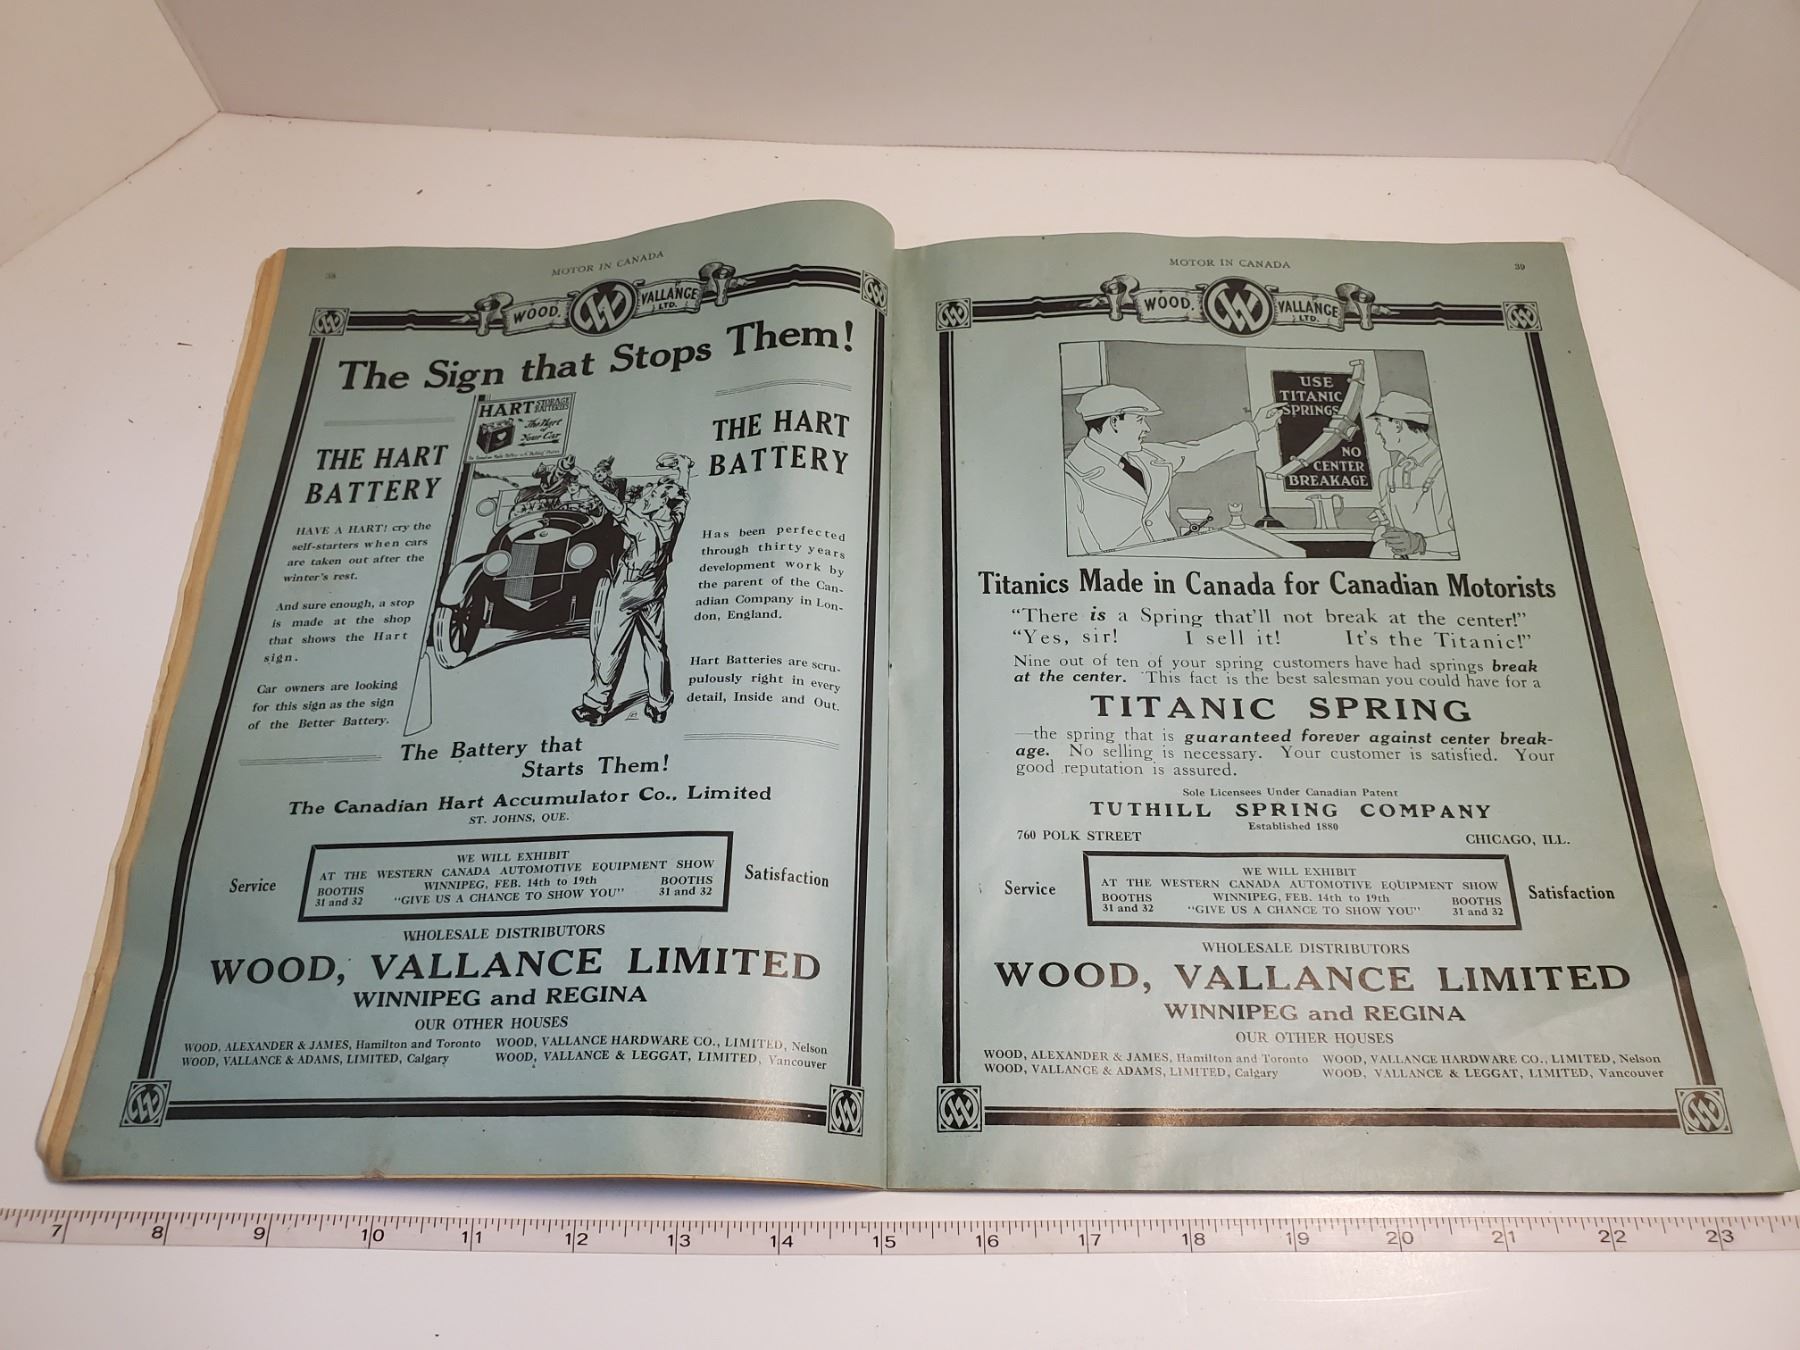 38
MOTOR IN CANADA
WOOD, VALLANCE
LTD.
The Sign that Stops Them!
HART STORAGE
BATTERIES
The Hart
of
Your Car
THE HART
BATTERY
HAVE A HART! cry the
self-starters when cars
are taken out after the
winter's rest.
And sure enough, a stop
is made at the shop
that shows the Hart
sign.
Car owners are looking
for this sign as the sign
of the Better Battery.
THE HART
BATTERY
Has been perfected
through thirty years
development work by
the parent of the Can-
adian Company in Lon-
don, England.
Hart Batteries are scru-
pulously right in every
detail, Inside and Out.
The Battery that
Starts Them!
The Canadian Hart Accumulator Co., Limited
ST. JOHNS, QUE.
Service
WE WILL EXHIBIT
AT THE WESTERN CANADA AUTOMOTIVE EQUIPMENT SHOW
BOOTHS WINNIPEG, FEB. 14th to 19th BOOTHS
31 and 32 "GIVE US A CHANCE TO SHOW YOU" 31 and 32
Satisfaction
WHOLESALE DISTRIBUTORS
WOOD, VALLANCE LIMITED
WINNIPEG and REGINA
OUR OTHER HOUSES
WOOD, ALEXANDER & JAMES, Hamilton and Toronto WOOD, VALLANCE HARDWARE CO., LIMITED, Nelson
WOOD, VALLANCE & ADAMS, LIMITED, Calgary WOOD, VALLANCE & LEGGAT, LIMITED, Vancouver
MOTOR IN CANADA
39
WOOD, VALLANCE
LTD.
USE
TITANIC
SPRINGS
NO
CENTER
BREAKAGE
Titanics Made in Canada for Canadian Motorists
"There is a Spring that'll not break at the center!"
"Yes, sir! I sell it! It's the Titanic!"
Nine out of ten of your spring customers have had springs break
at the center. This fact is the best salesman you could have for a
TITANIC SPRING
—the spring that is guaranteed forever against center break-
age. No selling is necessary. Your customer is satisfied. Your
good reputation is assured.
Sole Licensees Under Canadian Patent
TUTHILL SPRING COMPANY
Established 1880
760 POLK STREET CHICAGO, ILL.
Service
WE WILL EXHIBIT
AT THE WESTERN CANADA AUTOMOTIVE EQUIPMENT SHOW
BOOTHS WINNIPEG, FEB. 14th to 19th BOOTHS
31 and 32 "GIVE US A CHANCE TO SHOW YOU" 31 and 32
Satisfaction
WHOLESALE DISTRIBUTORS
WOOD, VALLANCE LIMITED
WINNIPEG and REGINA
OUR OTHER HOUSES
WOOD, ALEXANDER & JAMES, Hamilton and Toronto WOOD, VALLANCE HARDWARE CO., LIMITED, Nelson
WOOD, VALLANCE & ADAMS, LIMITED, Calgary WOOD, VALLANCE & LEGGAT, LIMITED, Vancouver
7 8 9 10 11 12 13 14 15 16 17 18 19 20 21 22 23